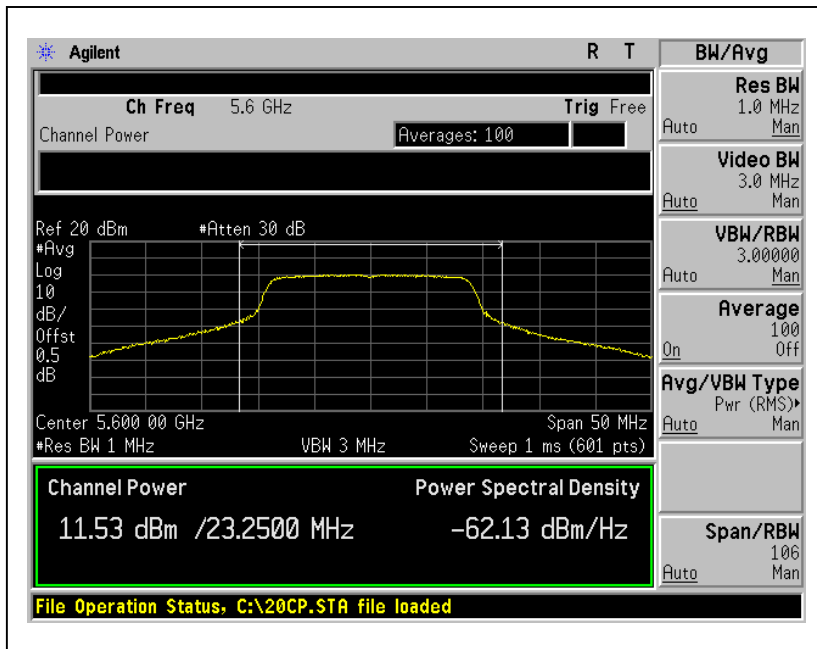 Agilent
R T
BW/Avg
Ch Freq 5.6 GHz
Trig Free
Channel Power
Averages: 100
Ref 20 dBm
#Atten 30 dB
#Avg
Log
10
dB/
Offst
0.5
dB
Center 5.600 00 GHz
Span 50 MHz
#Res BW 1 MHz
VBW 3 MHz
Sweep 1 ms (601 pts)
Channel Power
Power Spectral Density
11.53 dBm /23.2500 MHz
-62.13 dBm/Hz
File Operation Status, C:\20CP.STA file loaded
Res BW
1.0 MHz
Auto Man
Video BW
3.0 MHz
Auto Man
VBW/RBW
3.00000
Auto Man
Average
100
On Off
Avg/VBW Type
Pwr (RMS)
Auto Man
Span/RBW
106
Auto Man